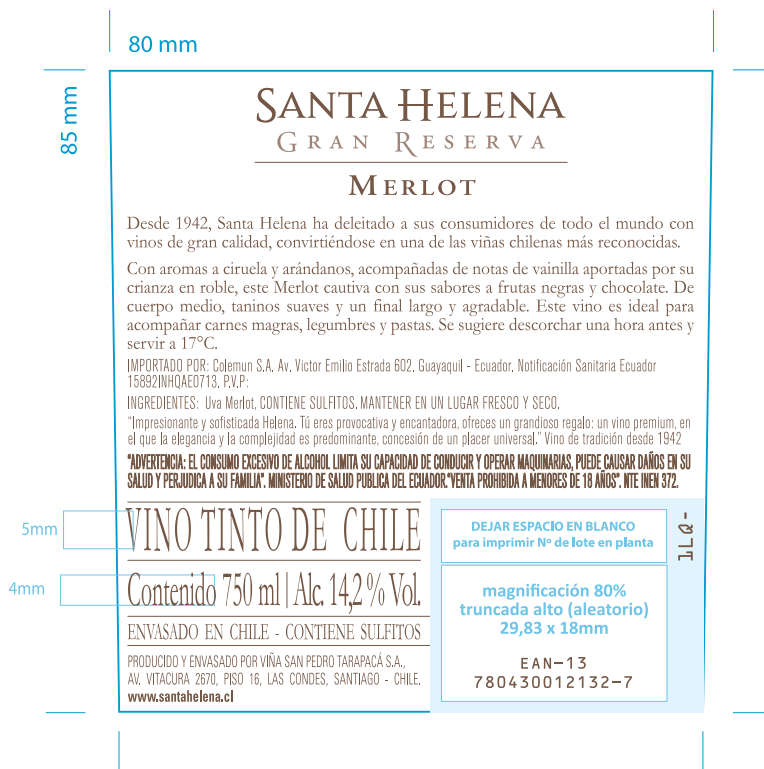 80 mm
85 mm
SANTA HELENA
GRAN RESERVA
MERLOT
Desde 1942, Santa Helena ha deleitado a sus consumidores de todo el mundo con
vinos de gran calidad, convirtiéndose en una de las viñas chilenas más reconocidas.
Con aromas a ciruela y arándanos, acompañadas de notas de vainilla aportadas por su
crianza en roble, este Merlot cautiva con sus sabores a frutas negras y chocolate. De
cuerpo medio, taninos suaves y un final largo y agradable. Este vino es ideal para
acompañar carnes magras, legumbres y pastas. Se sugiere descorchar una hora antes y
servir a 17°C.
IMPORTADO POR: Colemun S.A. Av. Victor Emilio Estrada 602. Guayaquil - Ecuador. Notificación Sanitaria Ecuador
15892INHQAE0713. P.V.P:
INGREDIENTES: Uva Merlot, CONTIENE SULFITOS. MANTENER EN UN LUGAR FRESCO Y SECO.
“Impresionante y sofisticada Helena. Tú eres provocativa y encantadora, ofreces un grandioso regalo: un vino premium, en
el que la elegancia y la complejidad es predominante, concesión de un placer universal.” Vino de tradición desde 1942
"ADVERTENCIA: EL CONSUMO EXCESIVO DE ALCOHOL LIMITA SU CAPACIDAD DE CONDUCIR Y OPERAR MAQUINARIAS, PUEDE CAUSAR DAÑOS EN SU
SALUD Y PERJUDICA A SU FAMILIA". MINISTERIO DE SALUD PUBLICA DEL ECUADOR."VENTA PROHIBIDA A MENORES DE 18 AÑOS". NTE INEN 372.
5mm
VINO TINTO DE CHILE
4mm
Contenido 750 ml | Alc. 14,2 % Vol.
ENVASADO EN CHILE - CONTIENE SULFITOS
PRODUCIDO Y ENVASADO POR VIÑA SAN PEDRO TARAPACÁ S.A.,
AV. VITACURA 2670, PISO 16, LAS CONDES, SANTIAGO - CHILE.
www.santahelena.cl
DEJAR ESPACIO EN BLANCO
para imprimir Nº de lote en planta
1LQ-
magnificación 80%
truncada alto (aleatorio)
29,83 x 18mm
EAN-13
780430012132-7